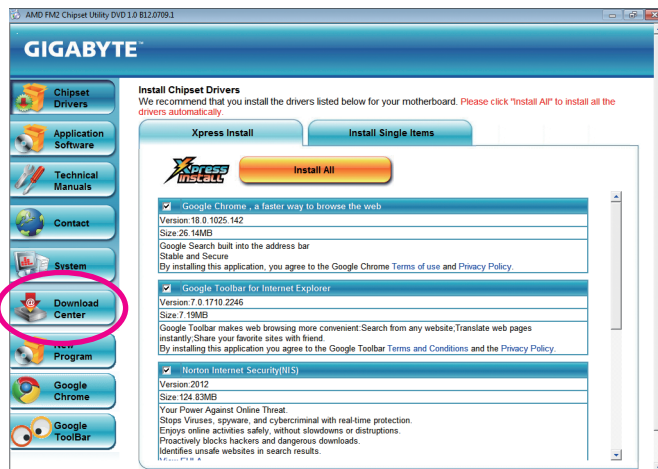 AMD FM2 Chipset Utility DVD 1.0 B12.0709.1
GIGABYTE™
Chipset
Drivers
Application
Software
Technical
Manuals
Contact
System
Download
Center
New
Program
Google
Chrome
Google
ToolBar
Install Chipset Drivers
We recommend that you install the drivers listed below for your motherboard. Please click "Install All" to install all the
drivers automatically.
Xpress Install
Install Single Items
Xpress
Install
Install All
Google Chrome , a faster way to browse the web
Version:18.0.1025.142
Size:26.14MB
Google Search built into the address bar
Stable and Secure
By installing this application, you agree to the Google Chrome Terms of use and Privacy Policy.
Google Toolbar for Internet Explorer
Version:7.0.1710.2246
Size:7.19MB
Google Toolbar makes web browsing more convenient:Search from any website;Translate web pages
instantly;Share your favorite sites with friend.
By installing this application you agree to the Google Toolbar Terms and Conditions and the Privacy Policy.
Norton Internet Security(NIS)
Version:2012
Size:124.83MB
Your Power Against Online Threat.
Stops Viruses, spyware, and cybercriminal with real-time protection.
Enjoys online activities safely, without slowdowns or distruptions.
Proactively blocks hackers and dangerous downloads.
Identifies unsafe websites in search results.
View EULA